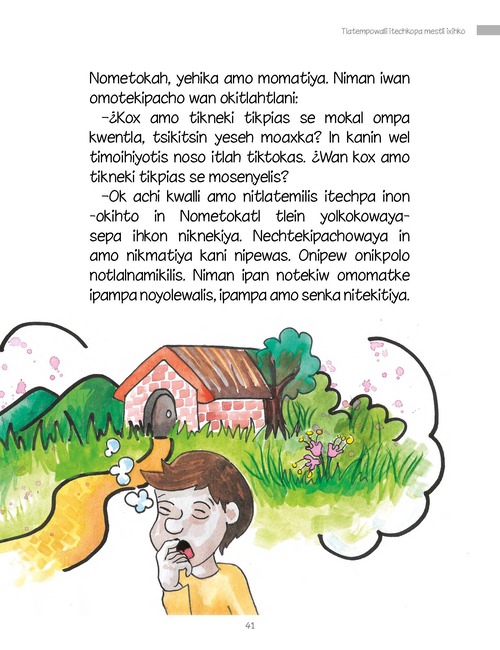 Tlatempowalli itechkopa mestli ixihko
Nometokah, yehika amo momatiya. Niman iwan
omotekipacho wan okitlahtlani:
–¿Kox amo tikneki tikpias se mokal ompa
kwentla, tsikitsin yeseh moaxka? In kanin wel
timoihiyotis noso itlah tiktokas. ¿Wan kox amo
tikneki tikpias se mosenyelis?
–Ok achi kwalli amo nitlatemilis itechpa inon
-okihto in Nometokatl tlein yolkokowaya-
sepa ihkon niknekiya. Nechtekipachowaya in
amo nikmatiya kani nipewas. Onipew onikpolo
notlalnamikilis. Niman ipan notekiw omomatke
ipampa noyolewalis, ipampa amo senka nitekitiya.
41